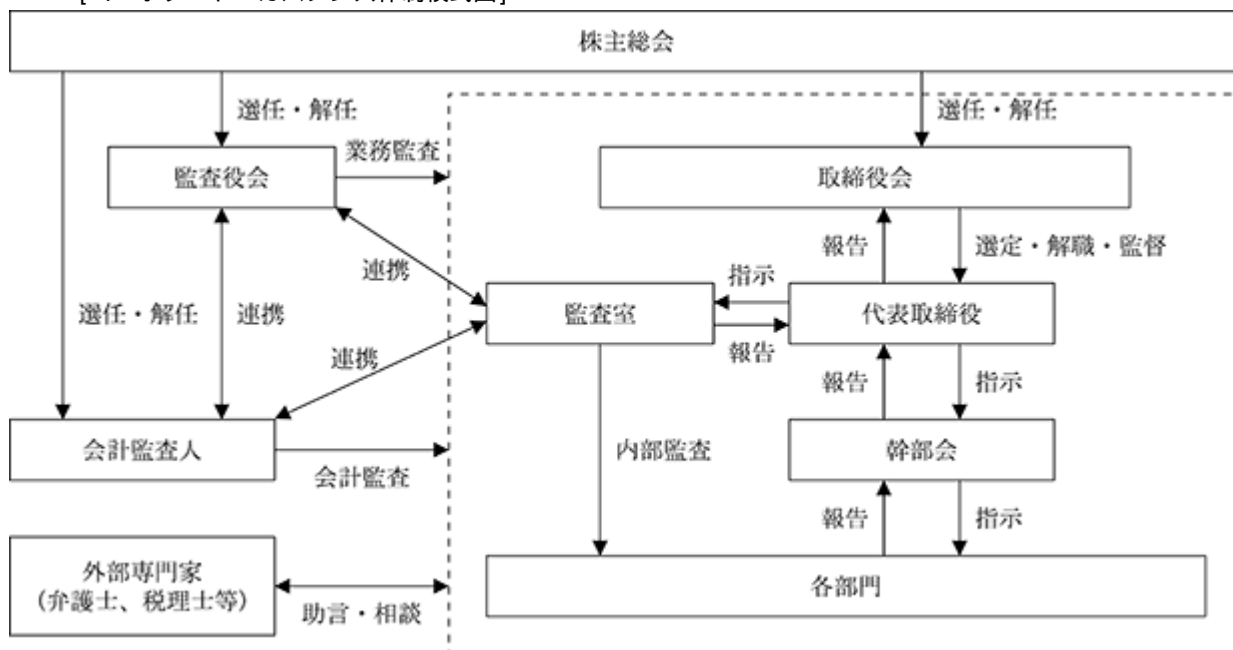 株主総会
選任・解任
選任・解任
業務監査
監査役会
取締役会
連携
報告
選定・解職・監督
指示
選任・解任
連携
監査室
代表取締役
報告
連携
報告
指示
会計監査人
内部監査
幹部会
会計監査
報告
指示
外部専門家
(弁護士、税理士等)
助言・相談
各部門